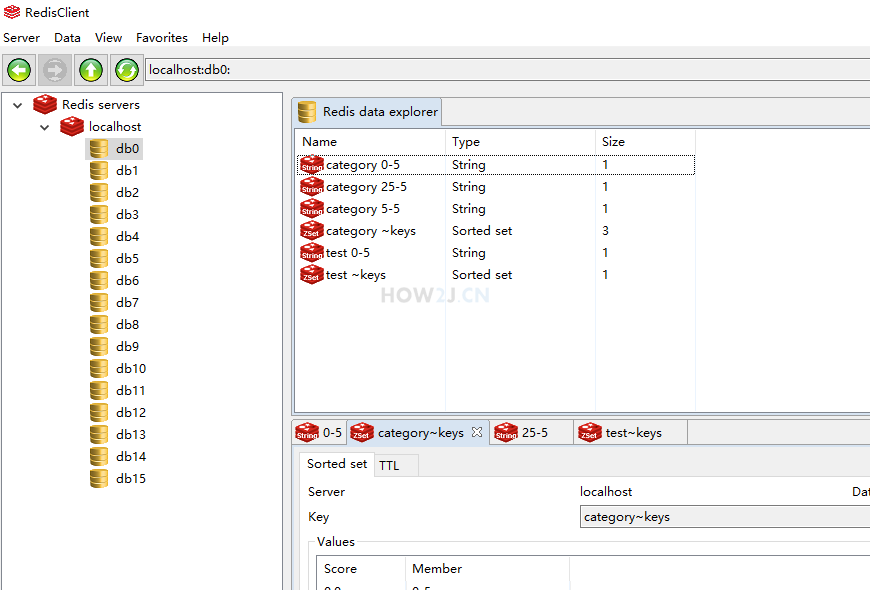 RedisClient
Server Data View Favorites Help
localhost:db0:
Redis servers
localhost
db0
db1
db2
db3
db4
db5
db6
db7
db8
db9
db10
db11
db12
db13
db14
db15
Redis data explorer
Name Type Size
String category 0-5 String 1
String category 25-5 String 1
String category 5-5 String 1
ZSet category ~keys Sorted set 3
String test 0-5 String 1
ZSet test ~keys Sorted set 1
HOW2J.CN
String 0-5 ZSet category~keys String 25-5 ZSet test~keys
Sorted set TTL
Server localhost Dat
Key category~keys
Values
Score Member